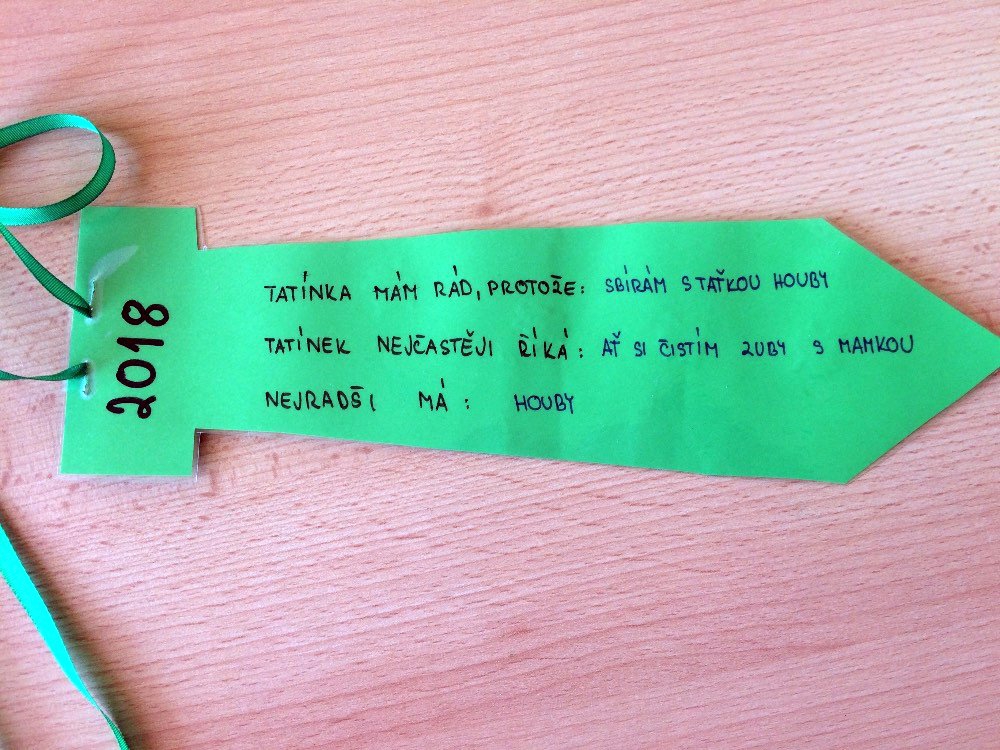 2018
TATÍNKA MÁM RÁD, PROTOŽE: SBÍRÁM S TAŤKOU HOUBY
TATÍNEK NEJČASTĚJI ŘÍKÁ: AŤ SI ČISTÍM ZUBY S MAMKOU
NEJRADŠI MÁ: HOUBY